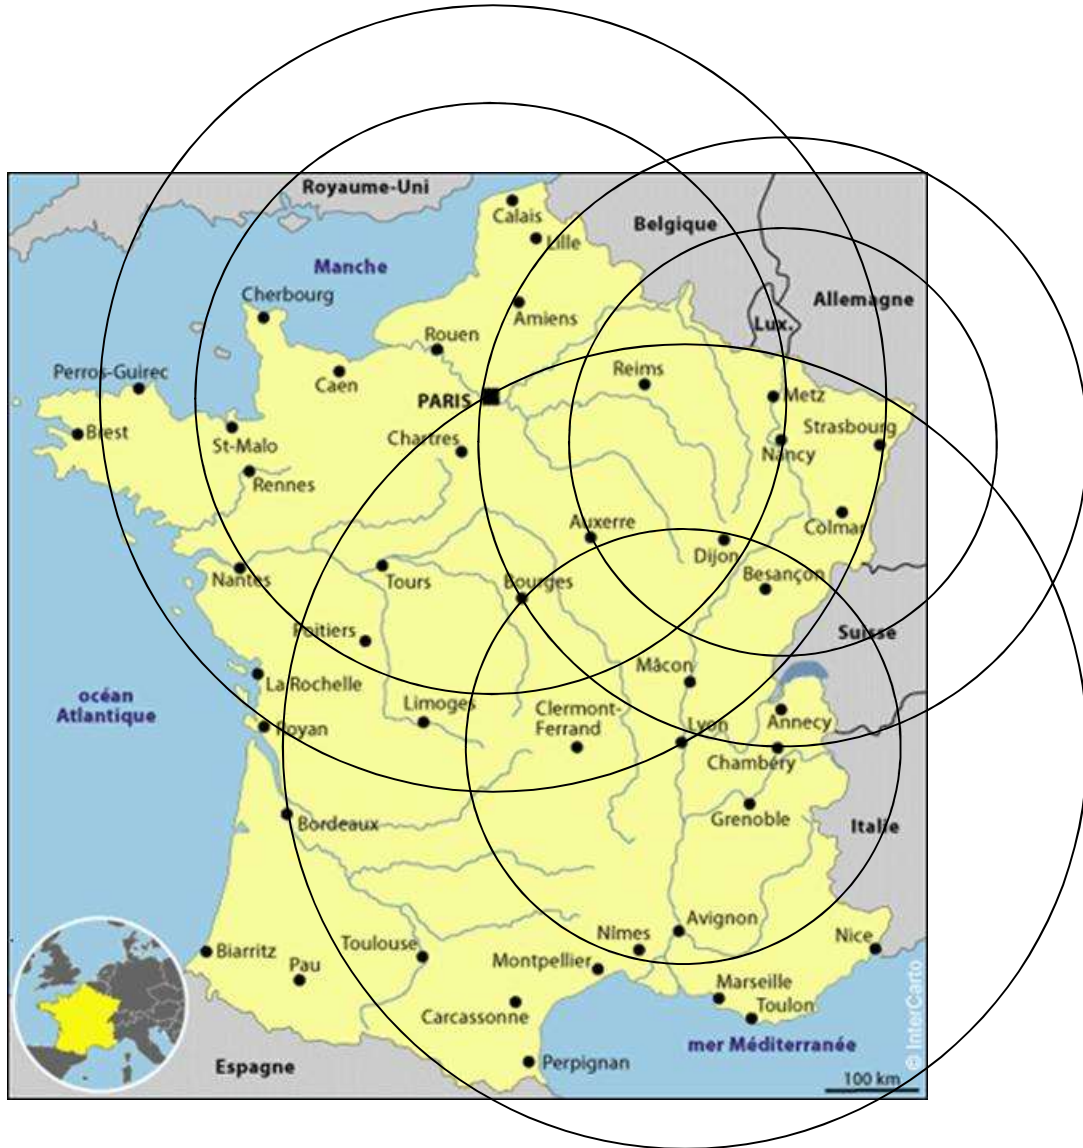 Royaume-Uni
Calais
Belgique
Lille
Manche
Allemagne
Cherbourg
Amiens
Lux.
Rouen
Perros-Guirec
Reims
Caen
PARIS
Metz
Brest
St-Malo
Chartres
Strasbourg
Nancy
Rennes
Auxerre
Colmar
Dijon
Nantes
Tours
Bourges
Besançon
Poitiers
Suisse
Mâcon
La Rochelle
océan
Atlantique
Limoges
Clermont-
Ferrand
Royan
Lyon
Annecy
Chambéry
Bordeaux
Grenoble
Italie
Avignon
Biarritz
Toulouse
Nîmes
Nice
Pau
Montpellier
Marseille
Toulon
Carcassonne
mer Méditerranée
Espagne
Perpignan
100 km
© InterCarto